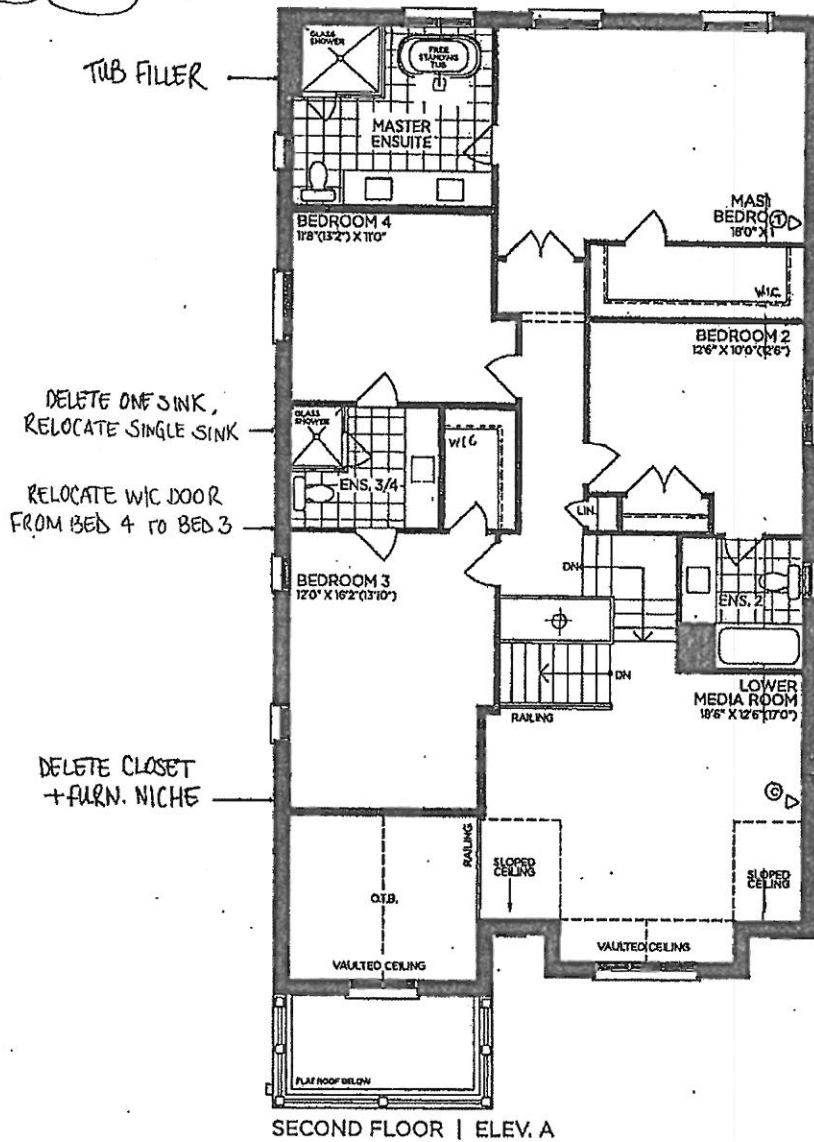 GLASS
SHOWER
FREE
STANDING
TUB
TUB FILLER
MASTER
ENSUITE
BEDROOM 4
11'8"(13'2") X 11'0"
MAST
BEDRO
T
18'0" X 1
W.I.C.
BEDROOM 2
12'6" X 10'0"(12'6")
DELETE ONE SINK,
RELOCATE SINGLE SINK
GLASS
SHOWER
W I C
ENS. 3/4
RELOCATE W/C DOOR
FROM BED 4 TO BED 3
LIN.
DN
BEDROOM 3
12'0" X 16'2"(13'10")
ENS. 2
DN
RAILING
LOWER
MEDIA ROOM
18'6" X 12'6"(17'0")
DELETE CLOSET
+ FURN. NICHE
C
RAILING
SLOPED
CEILING
SLOPED
CEILING
O.T.B.
VAULTED CEILING
VAULTED CEILING
FLAT ROOF BELOW
SECOND FLOOR | ELEV. A